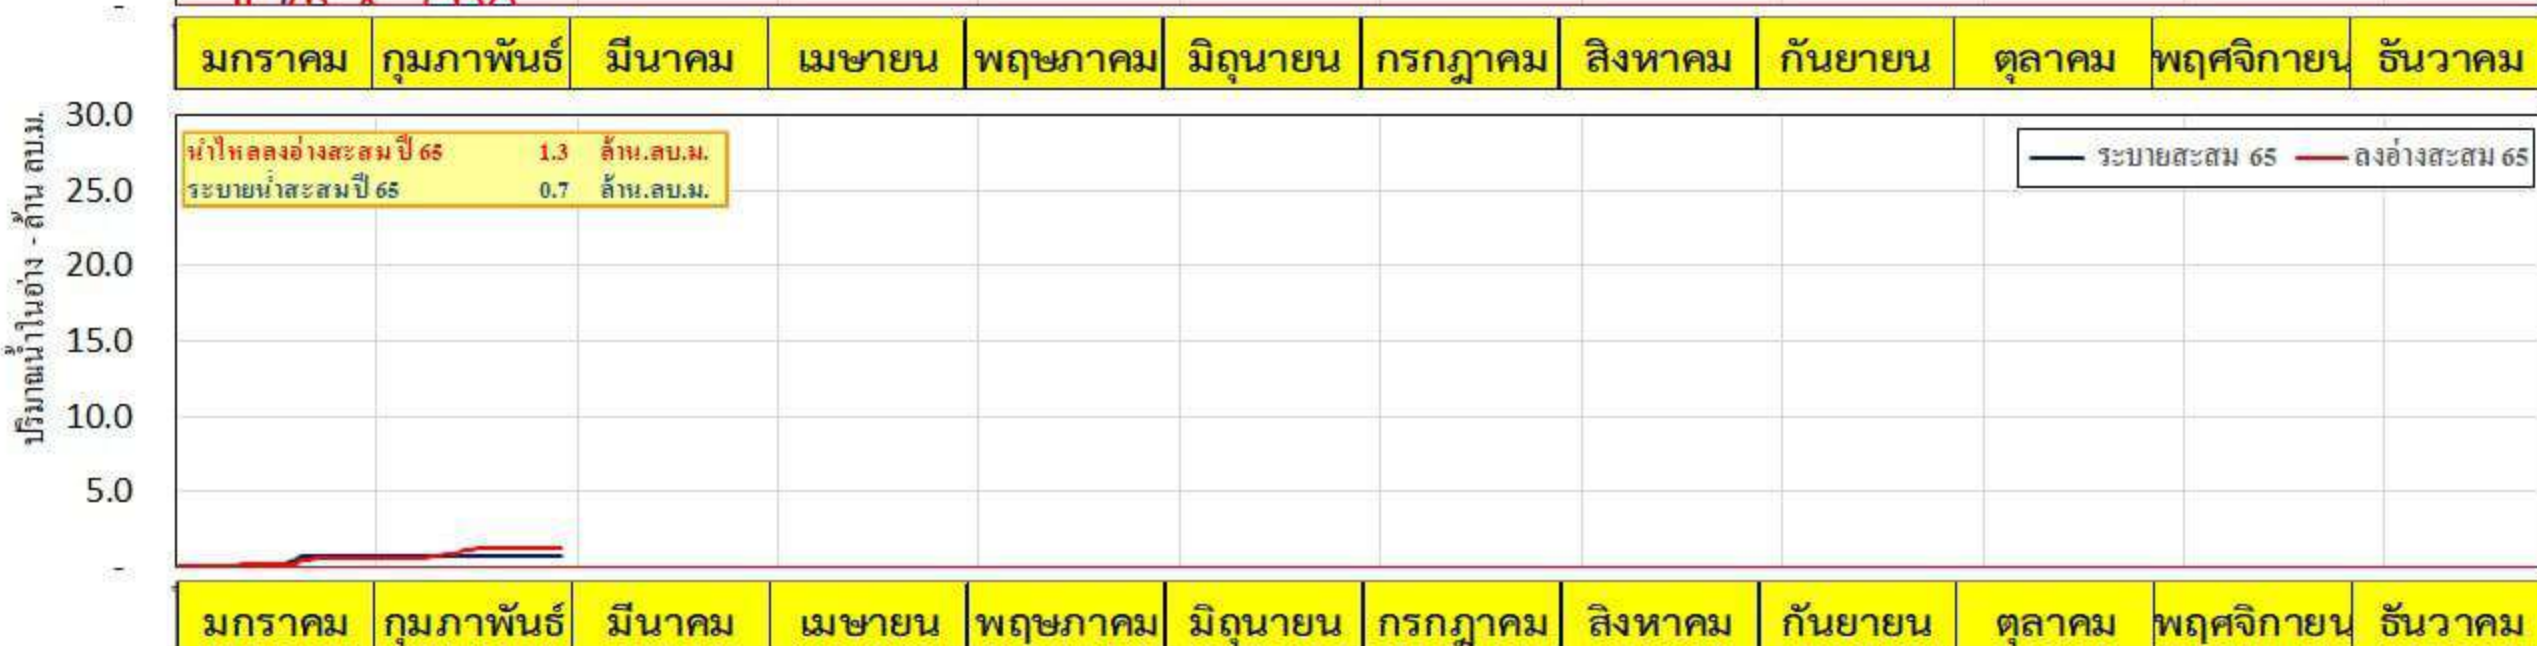 มกราคม กุมภาพันธ์ มีนาคม เมษายน พฤษภาคม มิถุนายน กรกฎาคม สิงหาคม กันยายน ตุลาคม พฤศจิกายน ธันวาคม
ปริมาณน้ำในอ่าง - ล้าน ลบ.ม.
30.0
25.0
20.0
15.0
10.0
5.0
-
น้ำไหลลงอ่างสะสม ปี 65 1.3 ล้าน.ลบ.ม.
ระบายน้ำสะสมปี 65 0.7 ล้าน.ลบ.ม.
ระบายสะสม 65 ลงอ่างสะสม 65
มกราคม กุมภาพันธ์ มีนาคม เมษายน พฤษภาคม มิถุนายน กรกฎาคม สิงหาคม กันยายน ตุลาคม พฤศจิกายน ธันวาคม